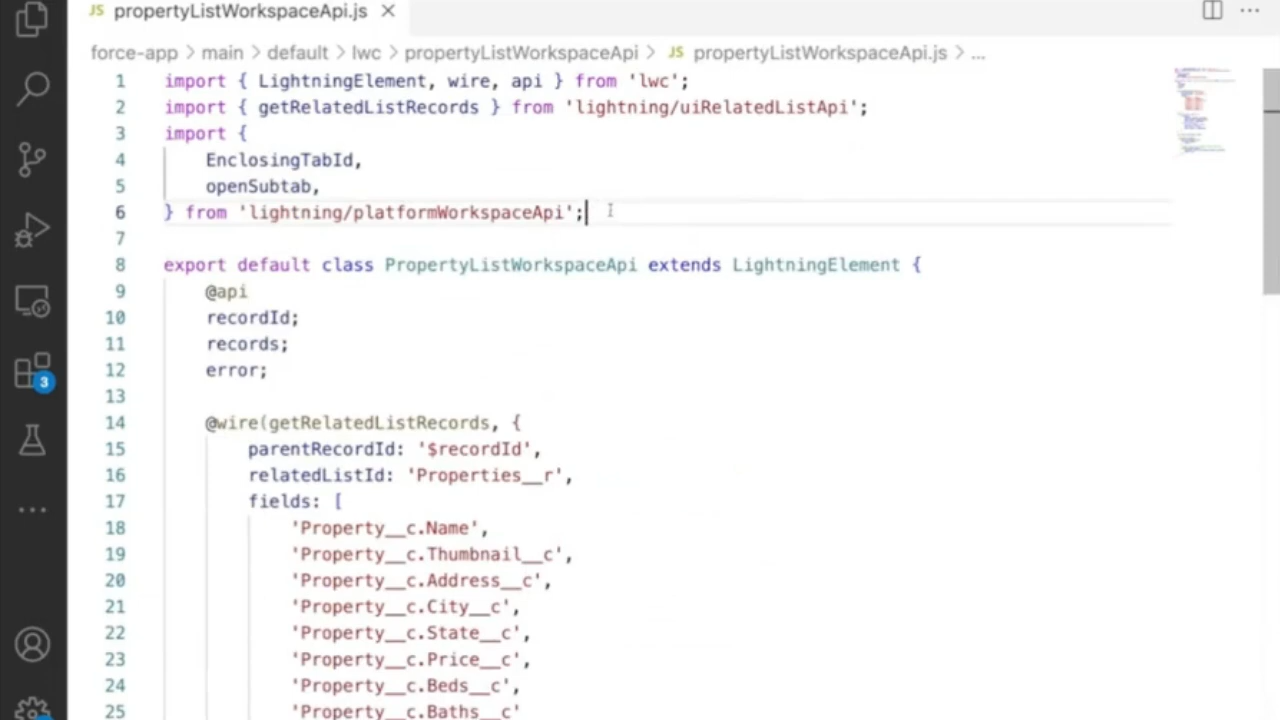 JS propertyListWorkspaceApi.js ×
force-app > main > default > lwc > propertyListWorkspaceApi > JS propertyListWorkspaceApi.js > ...
1 import { LightningElement, wire, api } from 'lwc';
2 import { getRelatedListRecords } from 'lightning/uiRelatedListApi';
3 import {
4 EnclosingTabId,
5 openSubtab,
6 } from 'lightning/platformWorkspaceApi';
7
8 export default class PropertyListWorkspaceApi extends LightningElement {
9 @api
10 recordId;
11 records;
12 error;
13
14 @wire(getRelatedListRecords, {
15 parentRecordId: '$recordId',
16 relatedListId: 'Properties__r',
17 fields: [
18 'Property__c.Name',
19 'Property__c.Thumbnail__c',
20 'Property__c.Address__c',
21 'Property__c.City__c',
22 'Property__c.State__c',
23 'Property__c.Price__c',
24 'Property__c.Beds__c',
25 'Property__c.Baths__c'
3